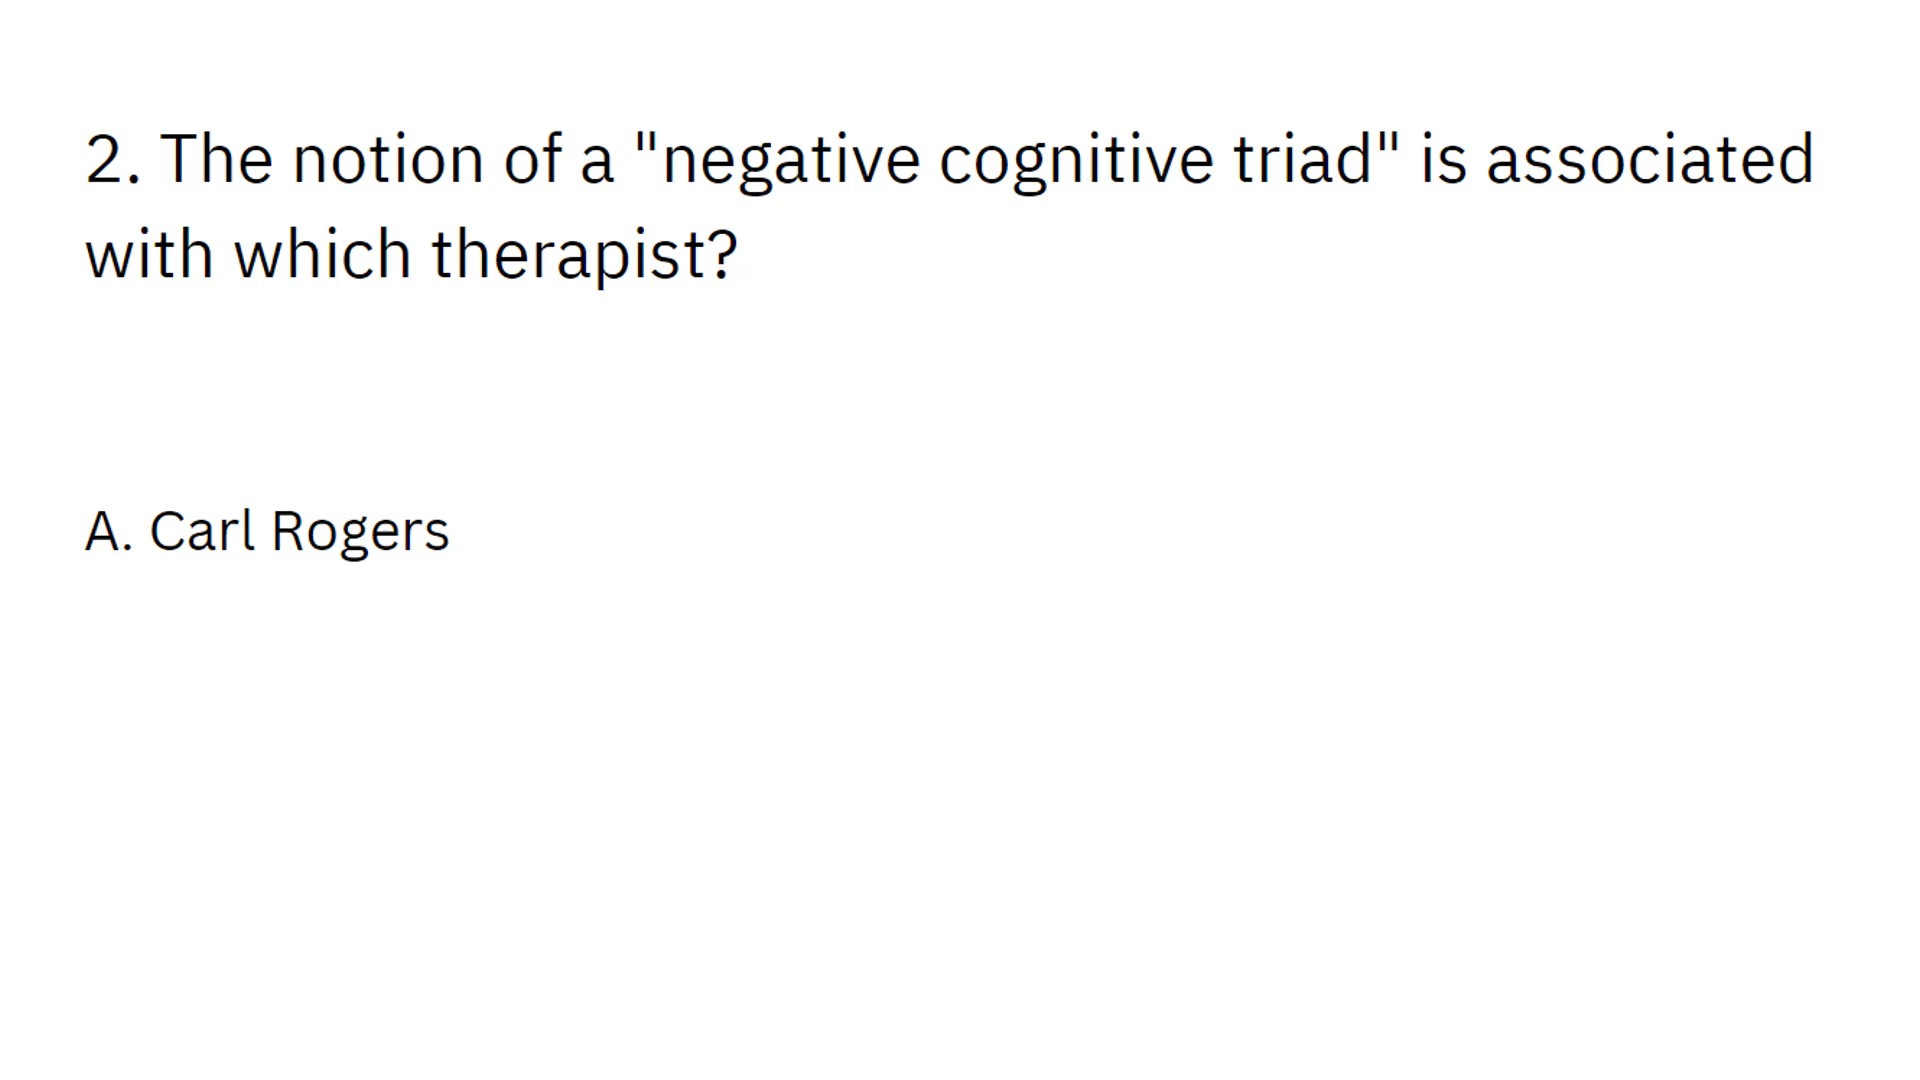 2. The notion of a "negative cognitive triad" is associated
with which therapist?
A. Carl Rogers